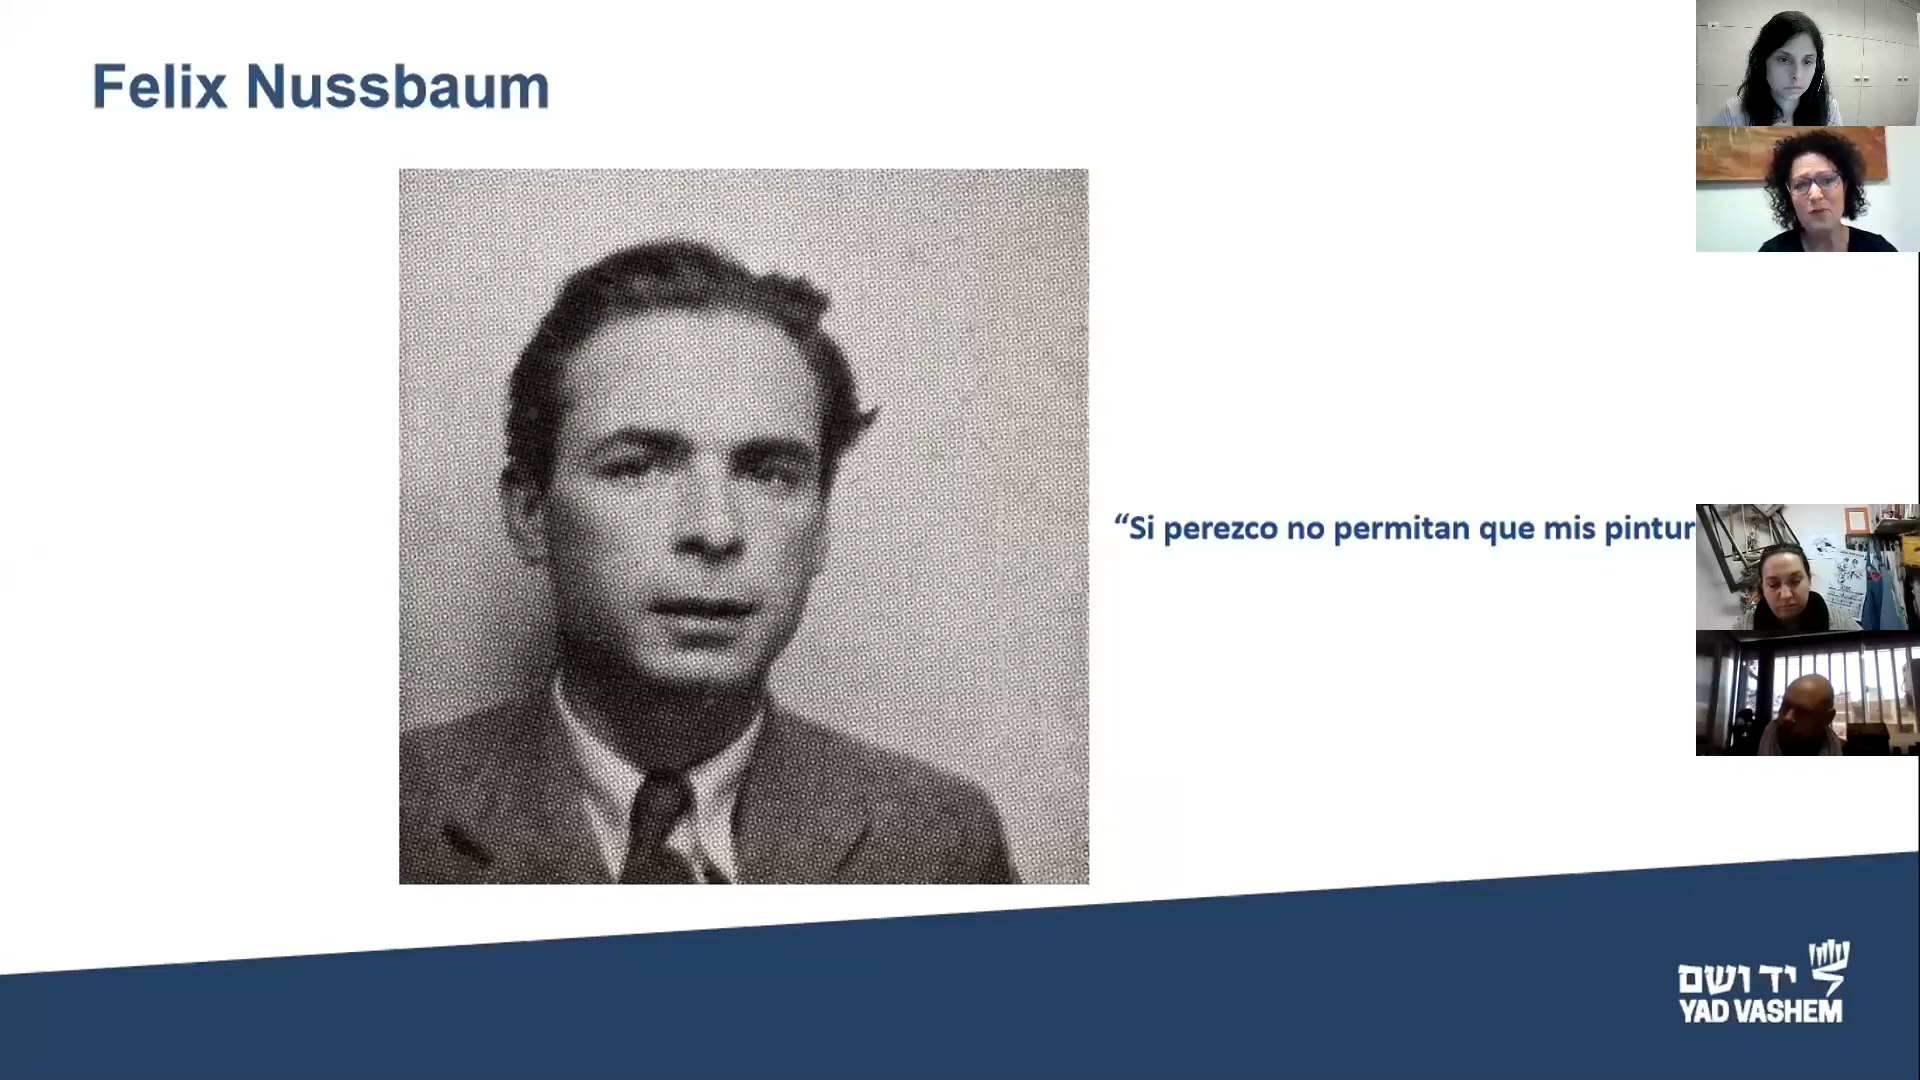 Felix Nussbaum
“Si perezco no permitan que mis pintur
יד ושם
YAD VASHEM